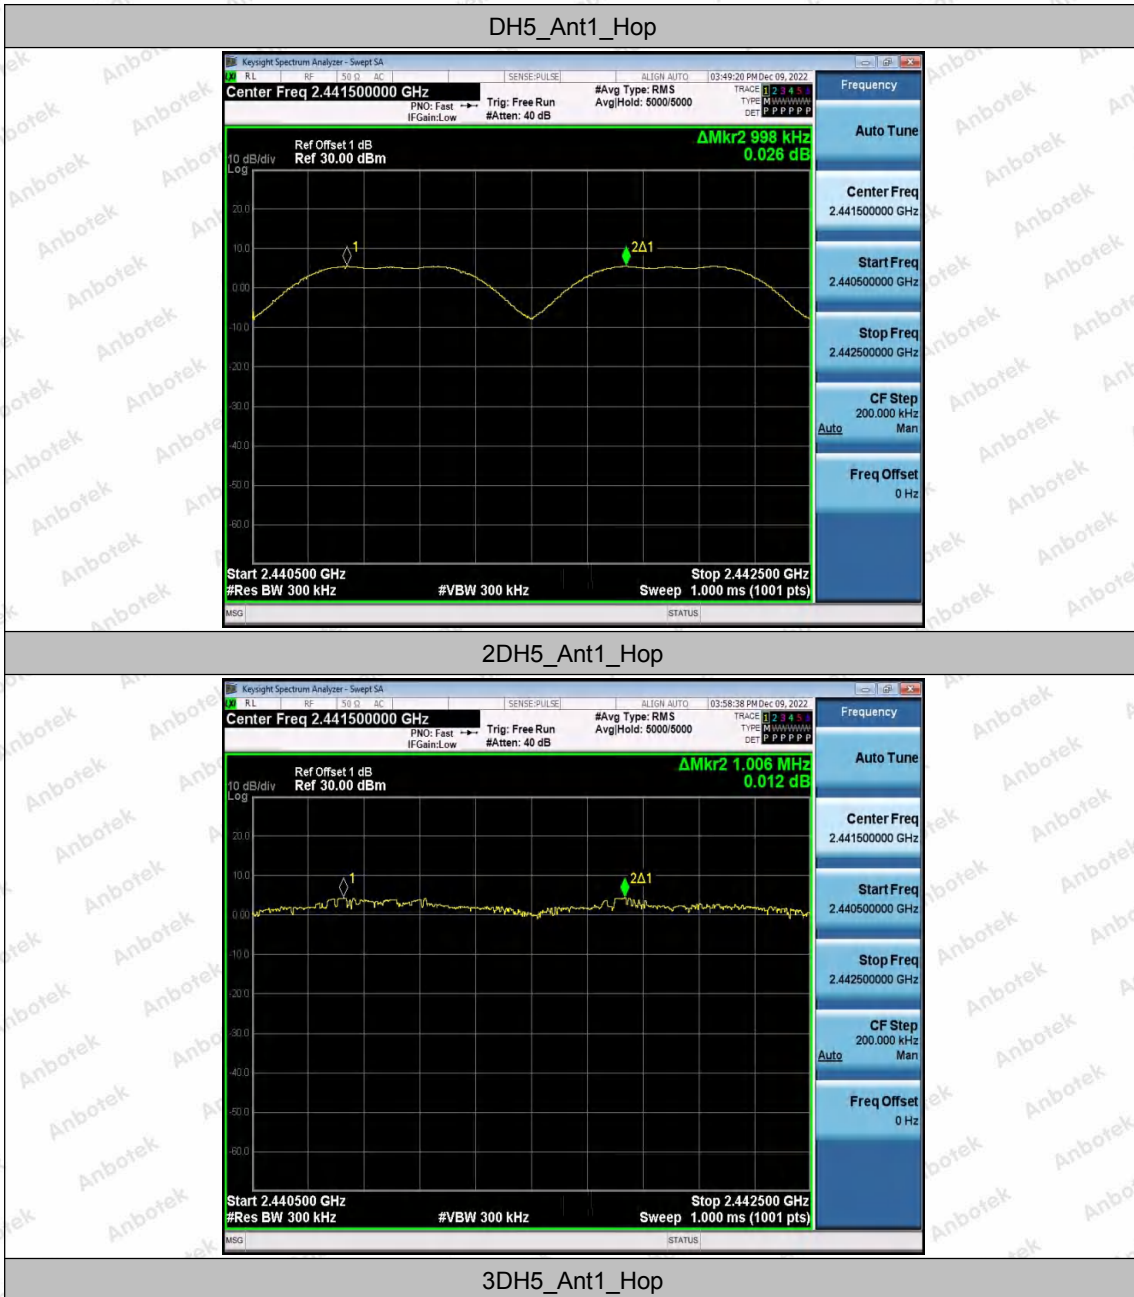 DH5_Ant1_Hop
Keysight Spectrum Analyzer - Swept SA
RL RF 50 Ω AC SENSE:PULSE ALIGN AUTO 03:49:20 PM Dec 09, 2022
Center Freq 2.441500000 GHz
PNO: Fast
IFGain:Low
Trig: Free Run
#Atten: 40 dB
#Avg Type: RMS
Avg|Hold: 5000/5000
TRACE 1 2 3 4 5 6
TYPE M WWWWW
DET P P P P P P
ΔMkr2 998 kHz
0.026 dB
Ref Offset 1 dB
10 dB/div Ref 30.00 dBm
Log
20.0
10.0
0.00
-10.0
-20.0
-30.0
-40.0
-50.0
-60.0
1
2Δ1
Start 2.440500 GHz Stop 2.442500 GHz
#Res BW 300 kHz #VBW 300 kHz Sweep 1.000 ms (1001 pts)
MSG STATUS
Frequency
Auto Tune
Center Freq
2.441500000 GHz
Start Freq
2.440500000 GHz
Stop Freq
2.442500000 GHz
CF Step
200.000 kHz
Auto Man
Freq Offset
0 Hz
2DH5_Ant1_Hop
Keysight Spectrum Analyzer - Swept SA
RL RF 50 Ω AC SENSE:PULSE ALIGN AUTO 03:58:38 PM Dec 09, 2022
Center Freq 2.441500000 GHz
PNO: Fast
IFGain:Low
Trig: Free Run
#Atten: 40 dB
#Avg Type: RMS
Avg|Hold: 5000/5000
TRACE 1 2 3 4 5 6
TYPE M WWWWW
DET P P P P P P
ΔMkr2 1.006 MHz
0.012 dB
Ref Offset 1 dB
10 dB/div Ref 30.00 dBm
Log
20.0
10.0
0.00
-10.0
-20.0
-30.0
-40.0
-50.0
-60.0
1
2Δ1
Start 2.440500 GHz Stop 2.442500 GHz
#Res BW 300 kHz #VBW 300 kHz Sweep 1.000 ms (1001 pts)
MSG STATUS
Frequency
Auto Tune
Center Freq
2.441500000 GHz
Start Freq
2.440500000 GHz
Stop Freq
2.442500000 GHz
CF Step
200.000 kHz
Auto Man
Freq Offset
0 Hz
3DH5_Ant1_Hop
Anbotek